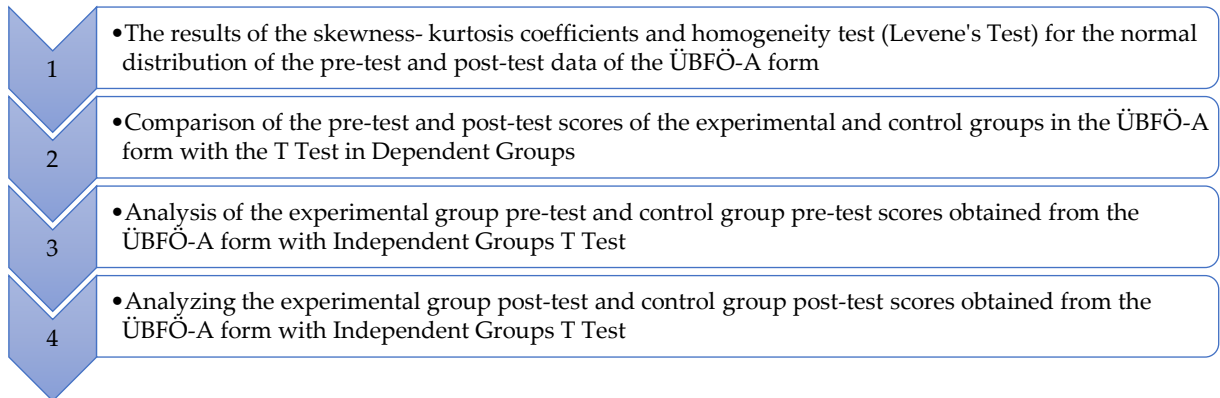 1
•The results of the skewness- kurtosis coefficients and homogeneity test (Levene's Test) for the normal
distribution of the pre-test and post-test data of the ÜBFÖ-A form
2
•Comparison of the pre-test and post-test scores of the experimental and control groups in the ÜBFÖ-A
form with the T Test in Dependent Groups
3
•Analysis of the experimental group pre-test and control group pre-test scores obtained from the
ÜBFÖ-A form with Independent Groups T Test
4
•Analyzing the experimental group post-test and control group post-test scores obtained from the
ÜBFÖ-A form with Independent Groups T Test